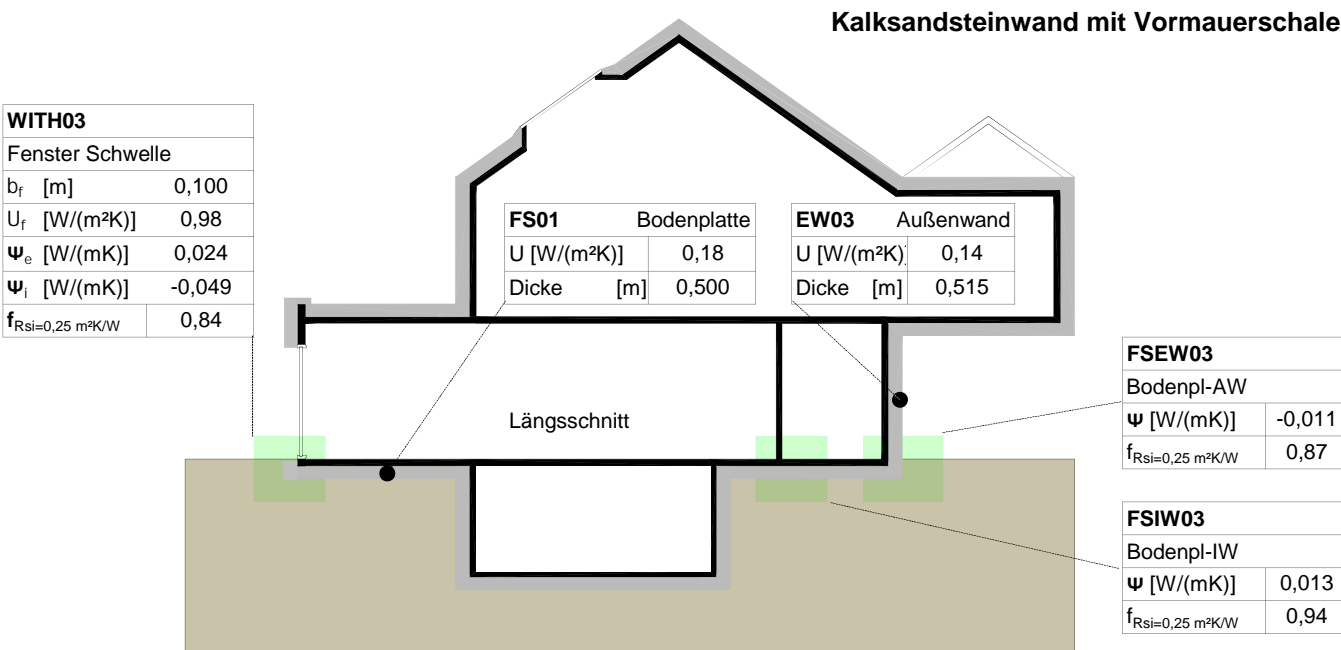 Kalksandsteinwand mit Vormauerschale
WITH03
Fenster Schwelle
bf [m] 0,100
Uf [W/(m²K)] 0,98
Ψe [W/(mK)] 0,024
Ψi [W/(mK)] -0,049
fRsi=0,25 m²K/W 0,84
FS01 Bodenplatte
U [W/(m²K)] 0,18
Dicke [m] 0,500
EW03 Außenwand
U [W/(m²K) 0,14
Dicke [m] 0,515
Längsschnitt
FSEW03
Bodenpl-AW
Ψ [W/(mK)] -0,011
fRsi=0,25 m²K/W 0,87
FSIW03
Bodenpl-IW
Ψ [W/(mK)] 0,013
fRsi=0,25 m²K/W 0,94